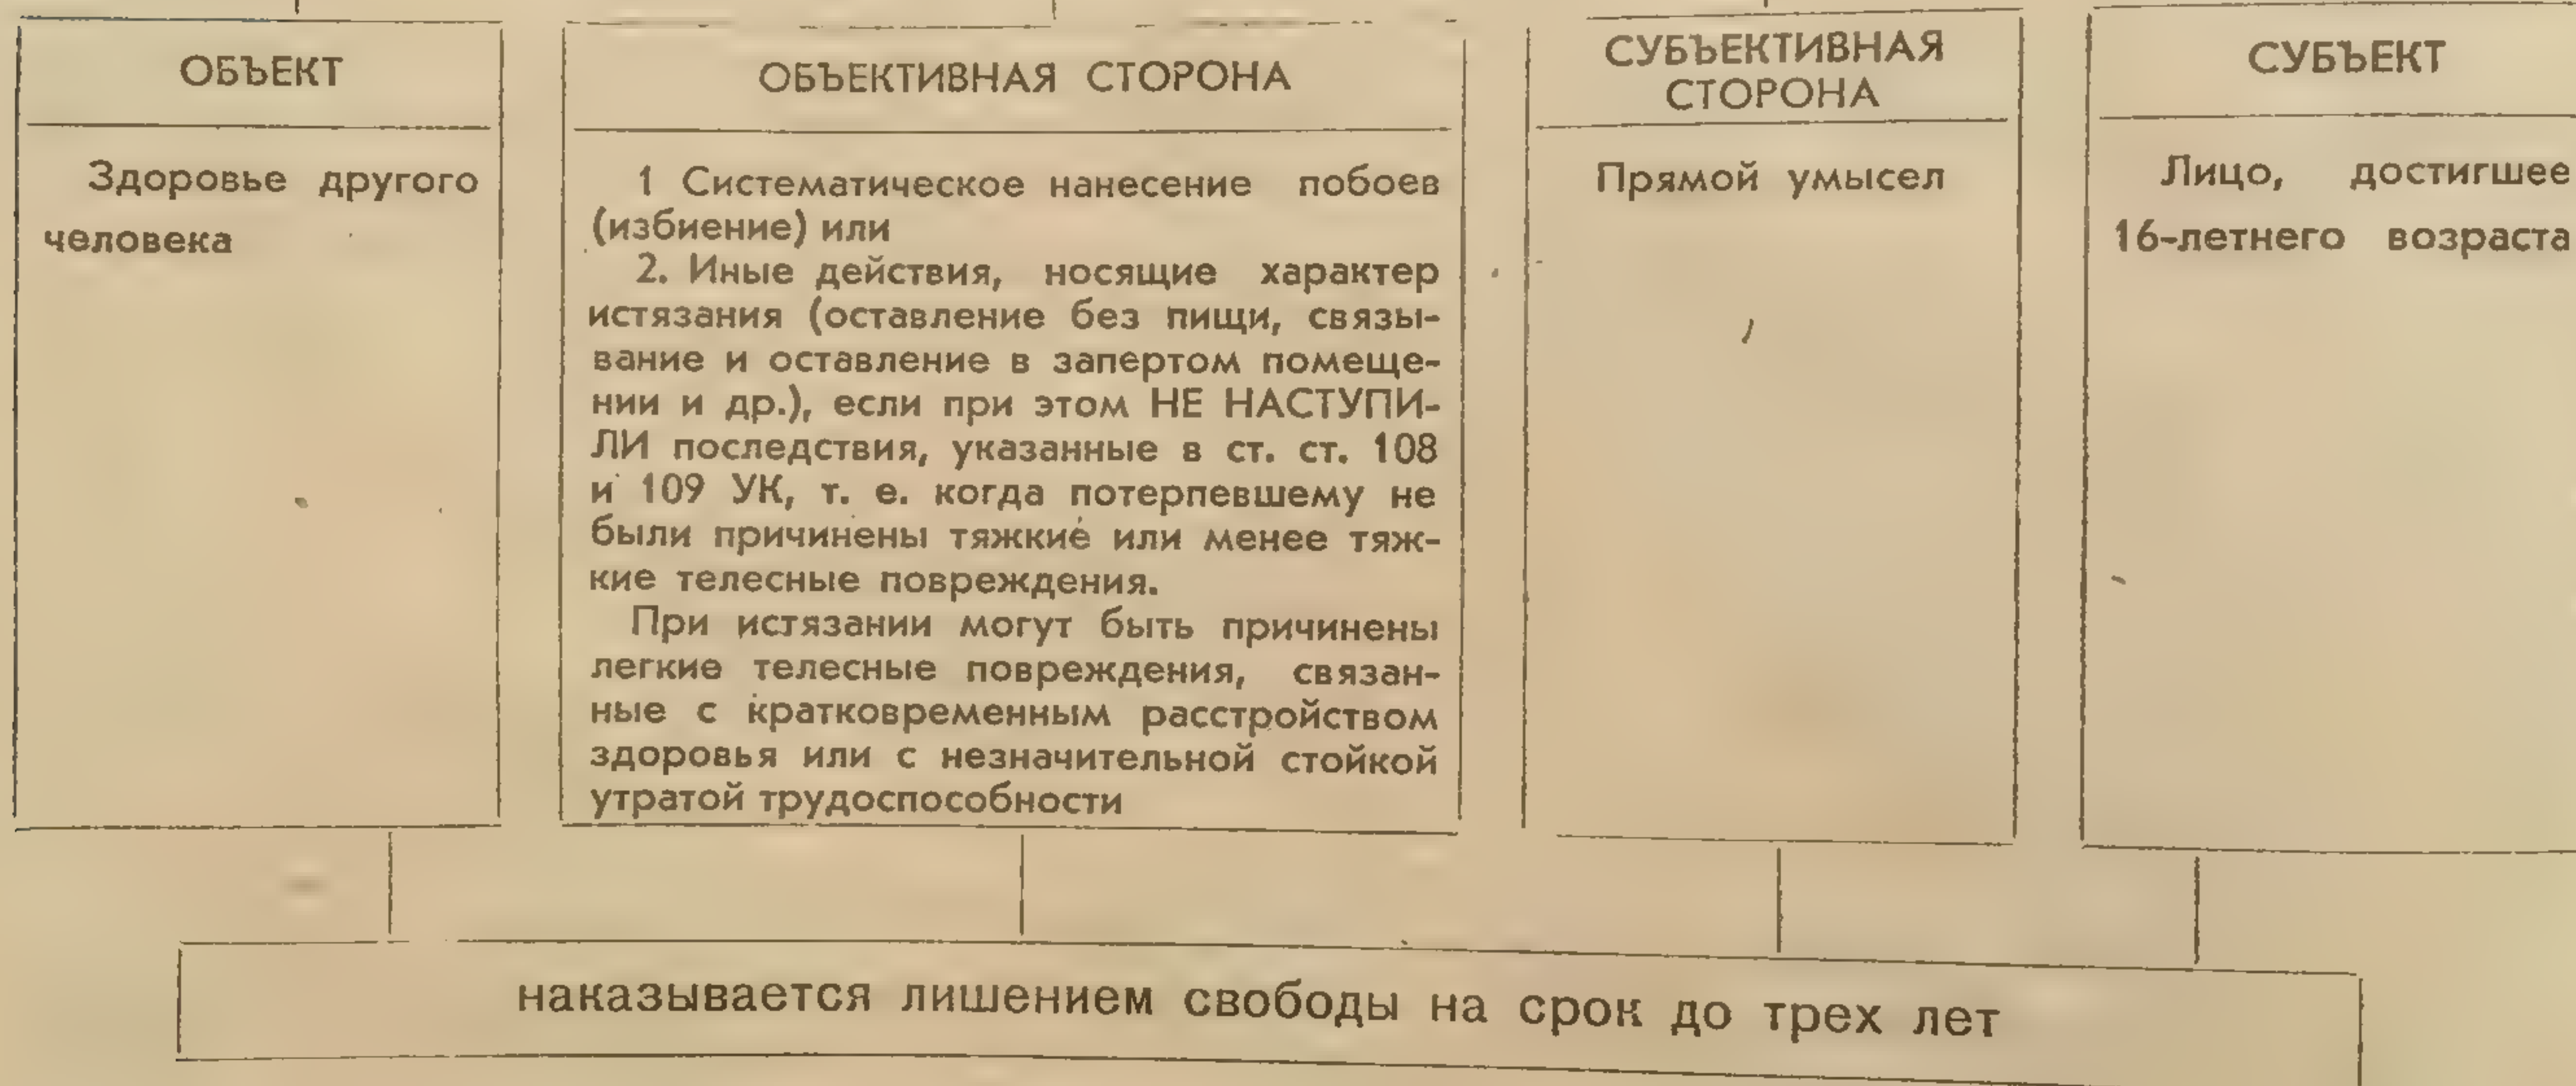 ОБЪЕКТ
Здоровье другого
человека
ОБЪЕКТИВНАЯ СТОРОНА
1 Систематическое нанесение побоев
(избиение) или
2. Иные действия, носящие характер
истязания (оставление без пищи, связы-
вание и оставление в запертом помеще-
нии и др.), если при этом НЕ НАСТУПИ-
ЛИ последствия, указанные в ст. ст. 108
и 109 УК, т. е. когда потерпевшему не
были причинены тяжкие или менее тяж-
кие телесные повреждения.
При истязании могут быть причинены
легкие телесные повреждения, связан-
ные с кратковременным расстройством
здоровья или с незначительной стойкой
утратой трудоспособности
СУБЪЕКТИВНАЯ
СТОРОНА
Прямой умысел
СУБЪЕКТ
Лицо, достигшее
16-летнего возраста
наказывается лишением свободы на срок до трех лет